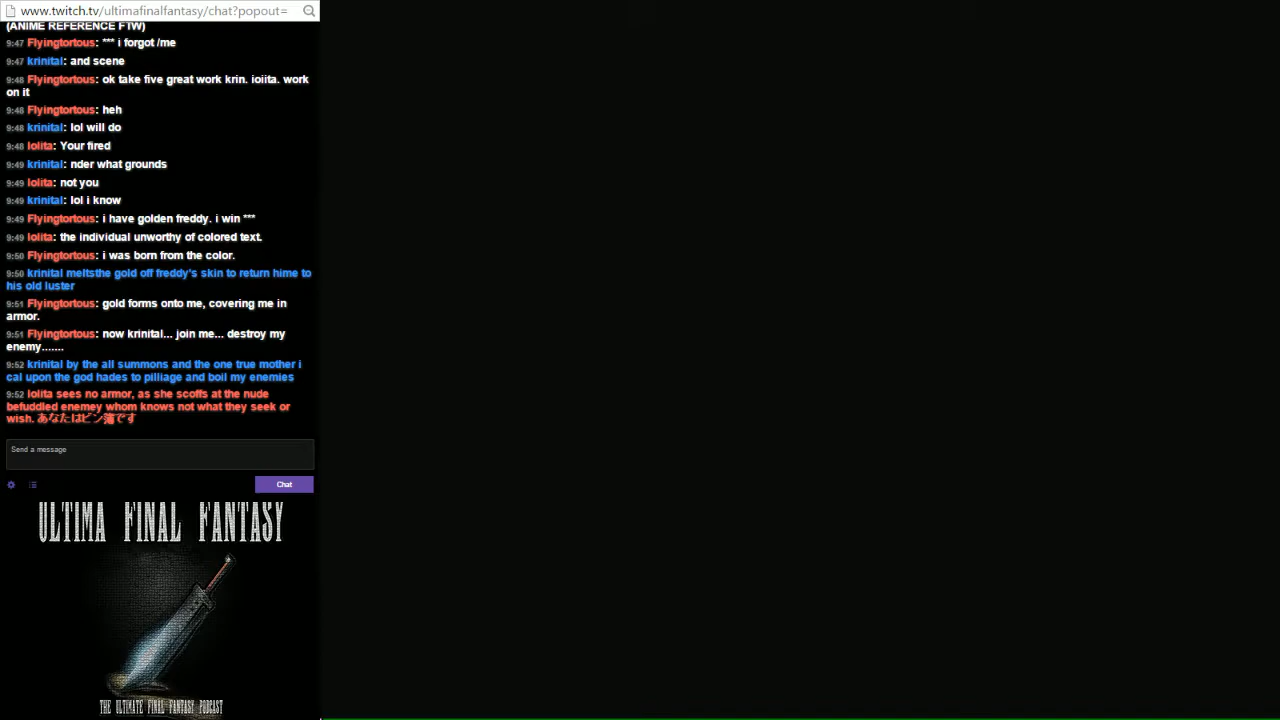 www.twitch.tv/ultimafinalfantasy/chat?popout=
(ANIME REFERENCE FTW)
9:47 Flyingtortous: *** i forgot /me
9:47 krinital: and scene
9:48 Flyingtortous: ok take five great work krin. ioiita. work
on it
9:48 Flyingtortous: heh
9:48 krinital: lol will do
9:48 lolita: Your fired
9:49 krinital: nder what grounds
9:49 lolita: not you
9:49 krinital: lol i know
9:49 Flyingtortous: i have golden freddy. i win ***
9:49 lolita: the individual unworthy of colored text.
9:50 Flyingtortous: i was born from the color.
9:50 krinital meltsthe gold off freddy's skin to return hime to
his old luster
9:51 Flyingtortous: gold forms onto me, covering me in
armor.
9:51 Flyingtortous: now krinital... join me... destroy my
enemy.......
9:52 krinital by the all summons and the one true mother i
cal upon the god hades to pilliage and boil my enemies
9:52 lolita sees no armor, as she scoffs at the nude
befuddled enemey whom knows not what they seek or
wish. あなたはビン簿です
Send a message
Chat
ULTIMA FINAL FANTASY
THE ULTIMATE FINAL FANTASY PODCAST